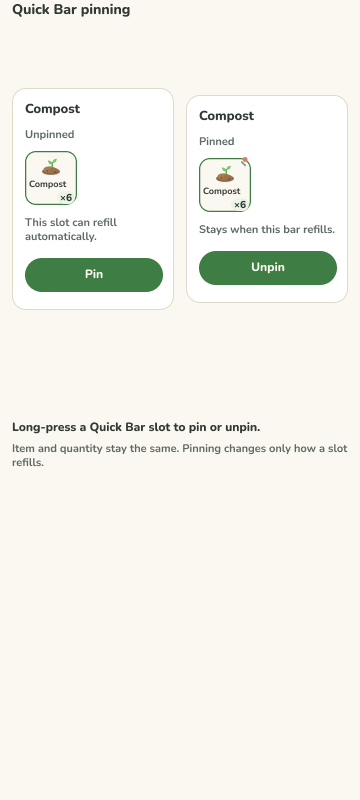 Quick Bar pinning
Compost
Unpinned
Compost
×6
This slot can refill
automatically.
Pin
Compost
Pinned
Compost
×6
Stays when this bar refills.
Unpin
Long-press a Quick Bar slot to pin or unpin.
Item and quantity stay the same. Pinning changes only how a slot
refills.